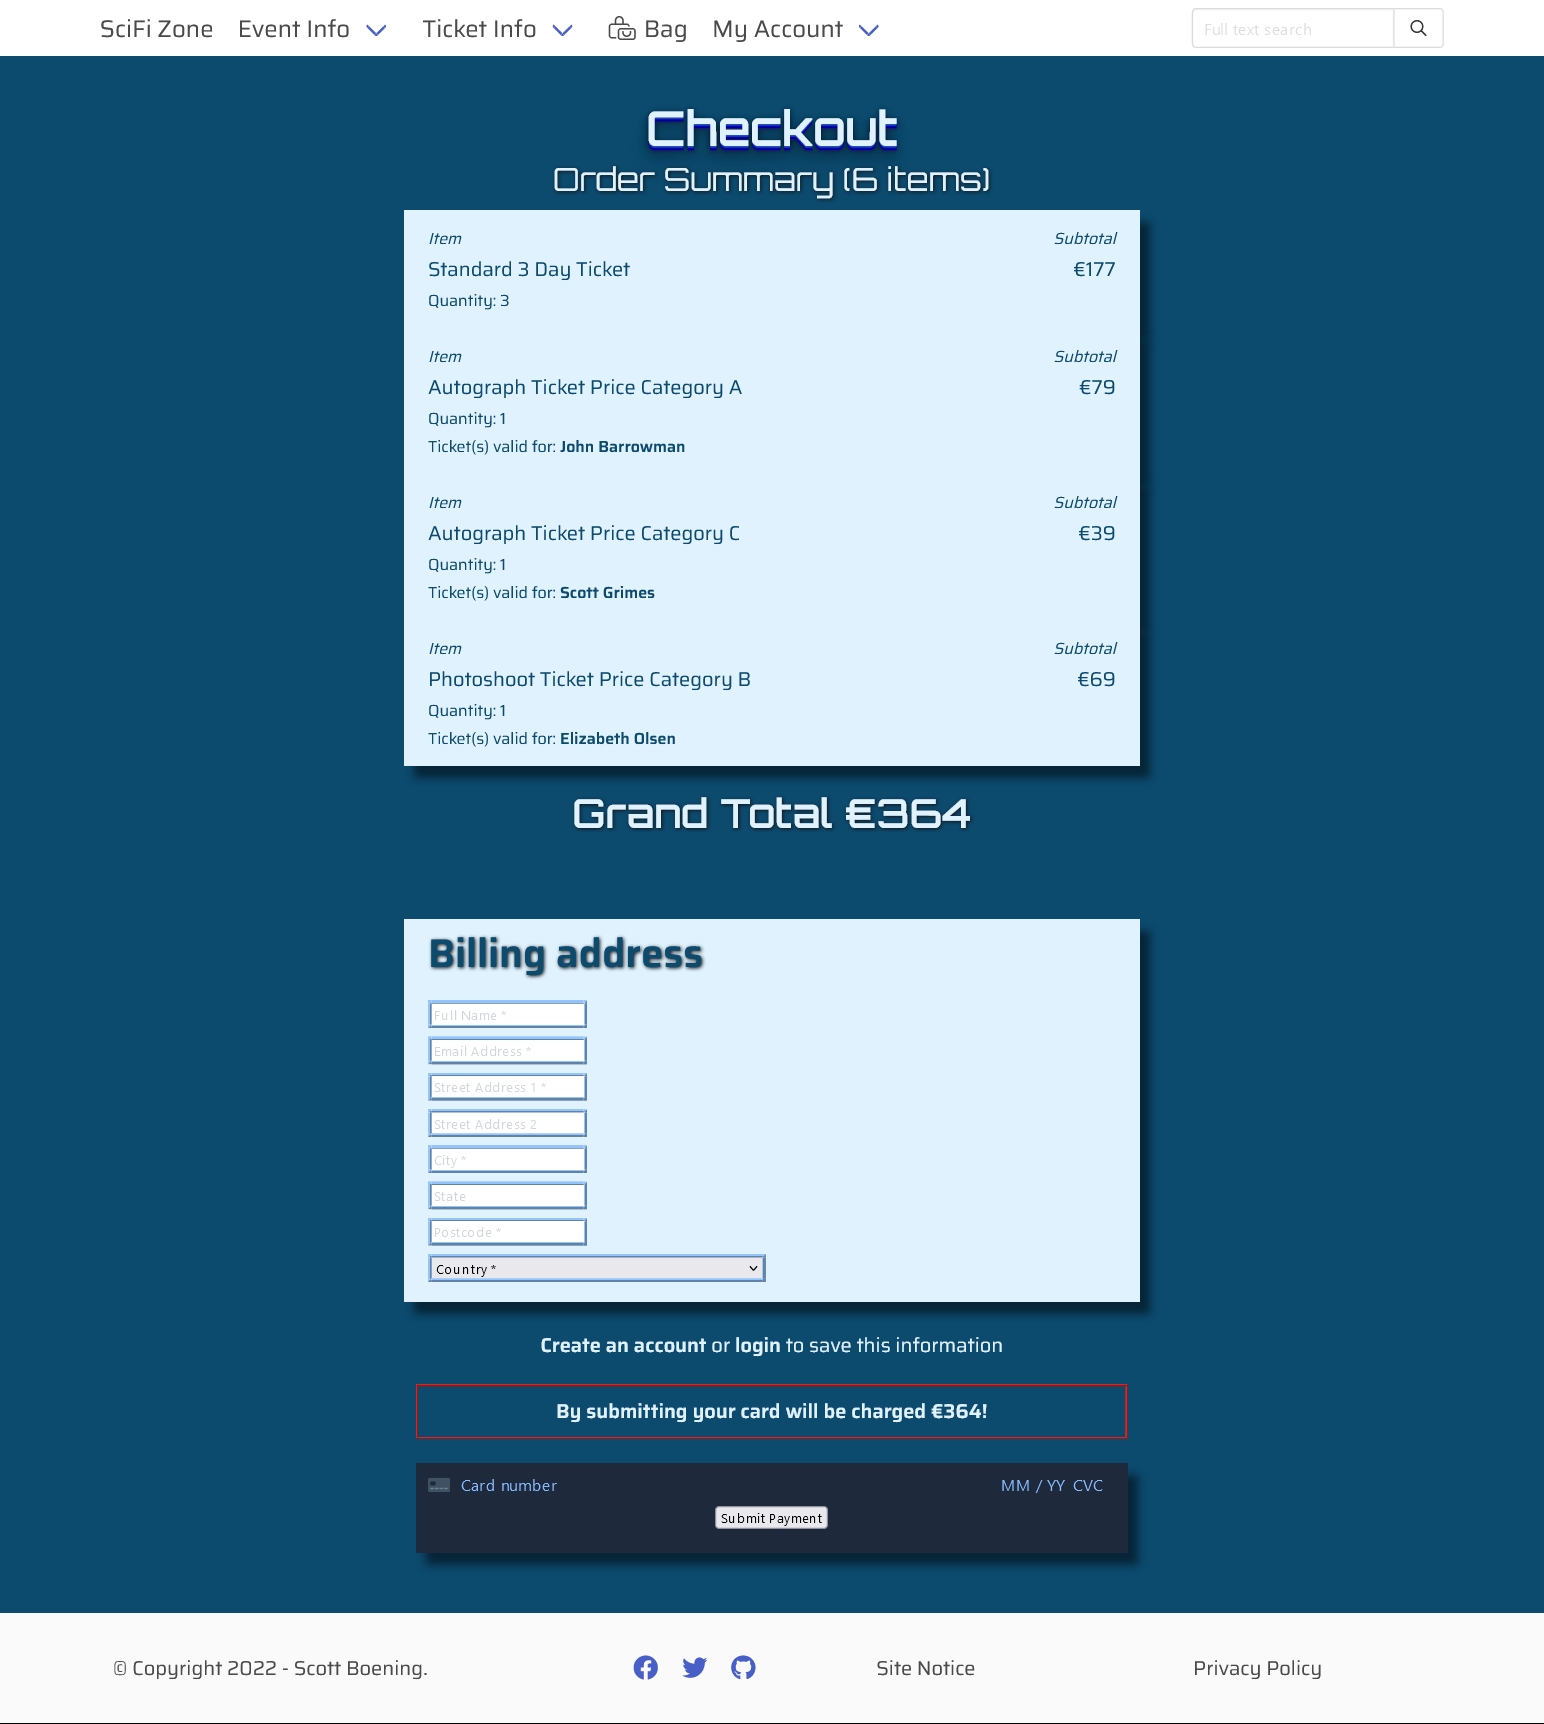 SciFi Zone Event Info Ticket Info Bag My Account Full text search
Checkout
Order Summary (6 items)
Item Subtotal
Standard 3 Day Ticket €177
Quantity: 3
Item Subtotal
Autograph Ticket Price Category A €79
Quantity: 1
Ticket(s) valid for: John Barrowman
Item Subtotal
Autograph Ticket Price Category C €39
Quantity: 1
Ticket(s) valid for: Scott Grimes
Item Subtotal
Photoshoot Ticket Price Category B €69
Quantity: 1
Ticket(s) valid for: Elizabeth Olsen
Grand Total €364
Billing address
Full Name *
Email Address *
Street Address 1 *
Street Address 2
City *
State
Postcode *
Country *
Create an account or login to save this information
By submitting your card will be charged €364!
Card number MM / YY CVC
Submit Payment
© Copyright 2022 - Scott Boening. Site Notice Privacy Policy